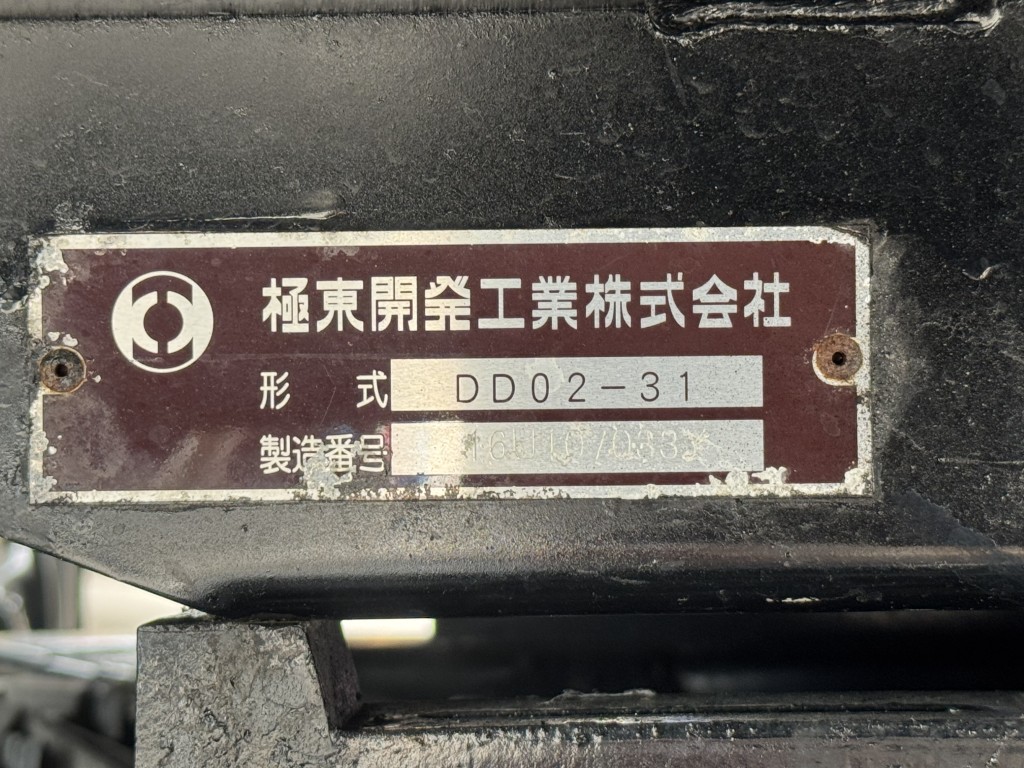 極東開発工業株式会社
形 式 DD02-31
製造番号